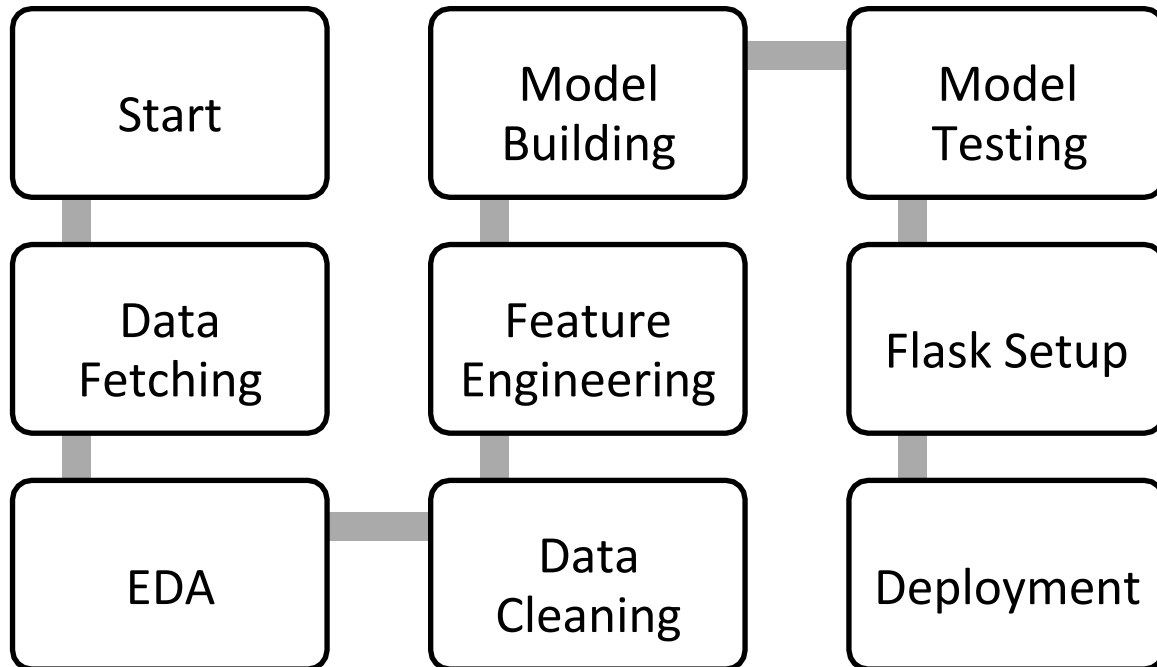 Start
Data
Fetching
EDA
Data
Cleaning
Feature
Engineering
Model
Building
Model
Testing
Flask Setup
Deployment